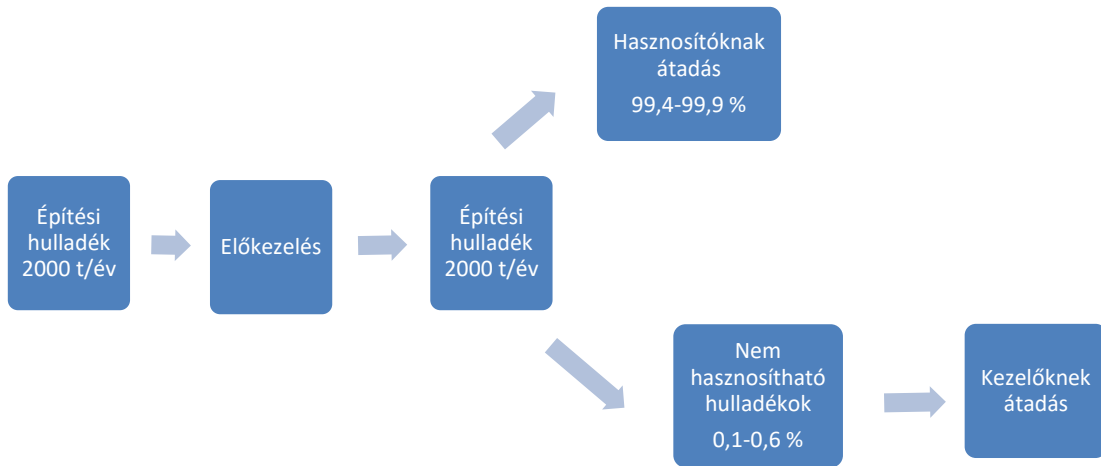 Építési
hulladék
2000 t/év
Előkezelés
Építési
hulladék
2000 t/év
Hasznosítóknak
átadás
99,4-99,9 %
Nem
hasznosítható
hulladékok
0,1-0,6 %
Kezelőknek
átadás